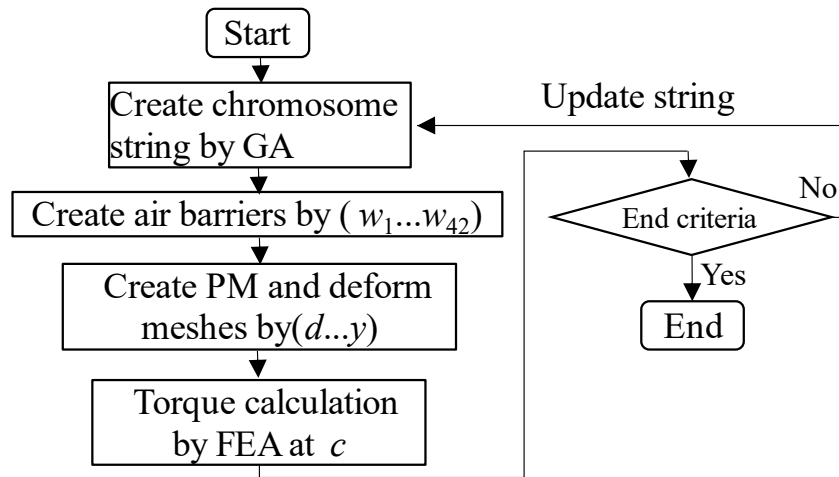 Start
Create chromosome
string by GA
Create air barriers by ( w₁...w₄₂)
Create PM and deform
meshes by(d...y)
Torque calculation
by FEA at c
Update string
End criteria
No
Yes
End